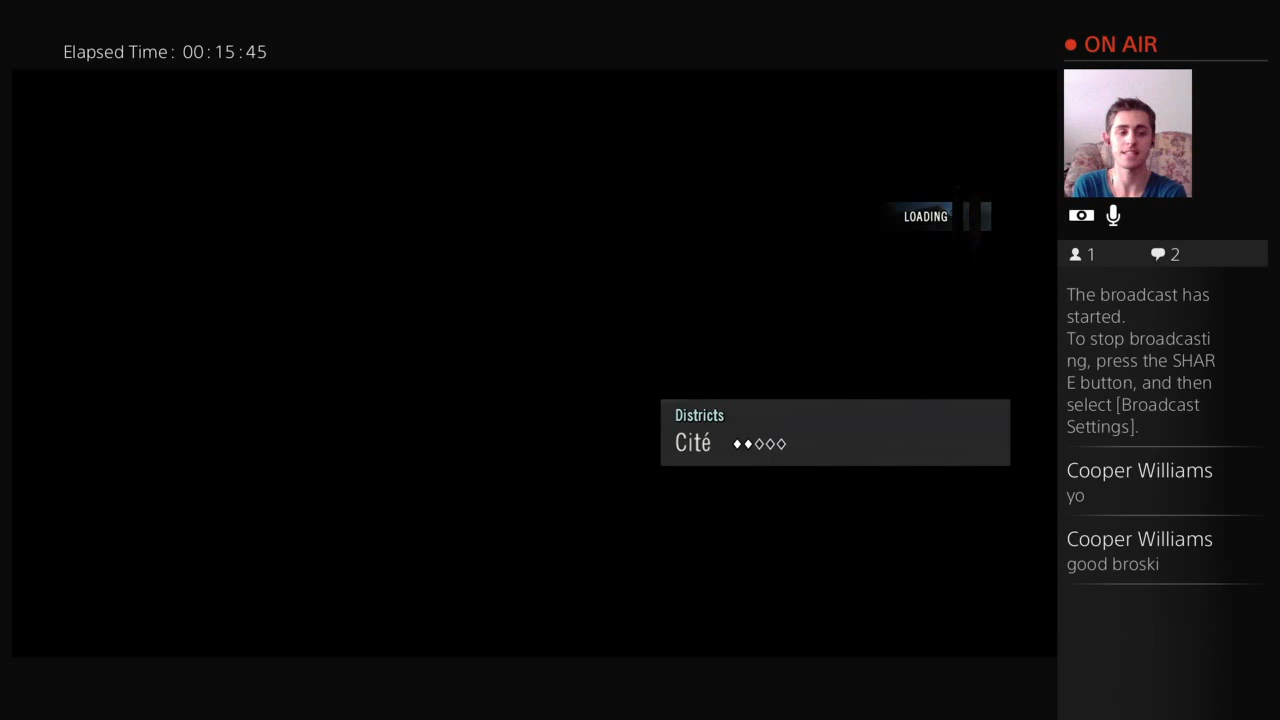 Elapsed Time: 00:15:45
ON AIR
LOADING
1
2
The broadcast has
started.
To stop broadcasti
ng, press the SHAR
E button, and then
select [Broadcast
Settings].
Districts
Cité
Cooper Williams
yo
Cooper Williams
good broski